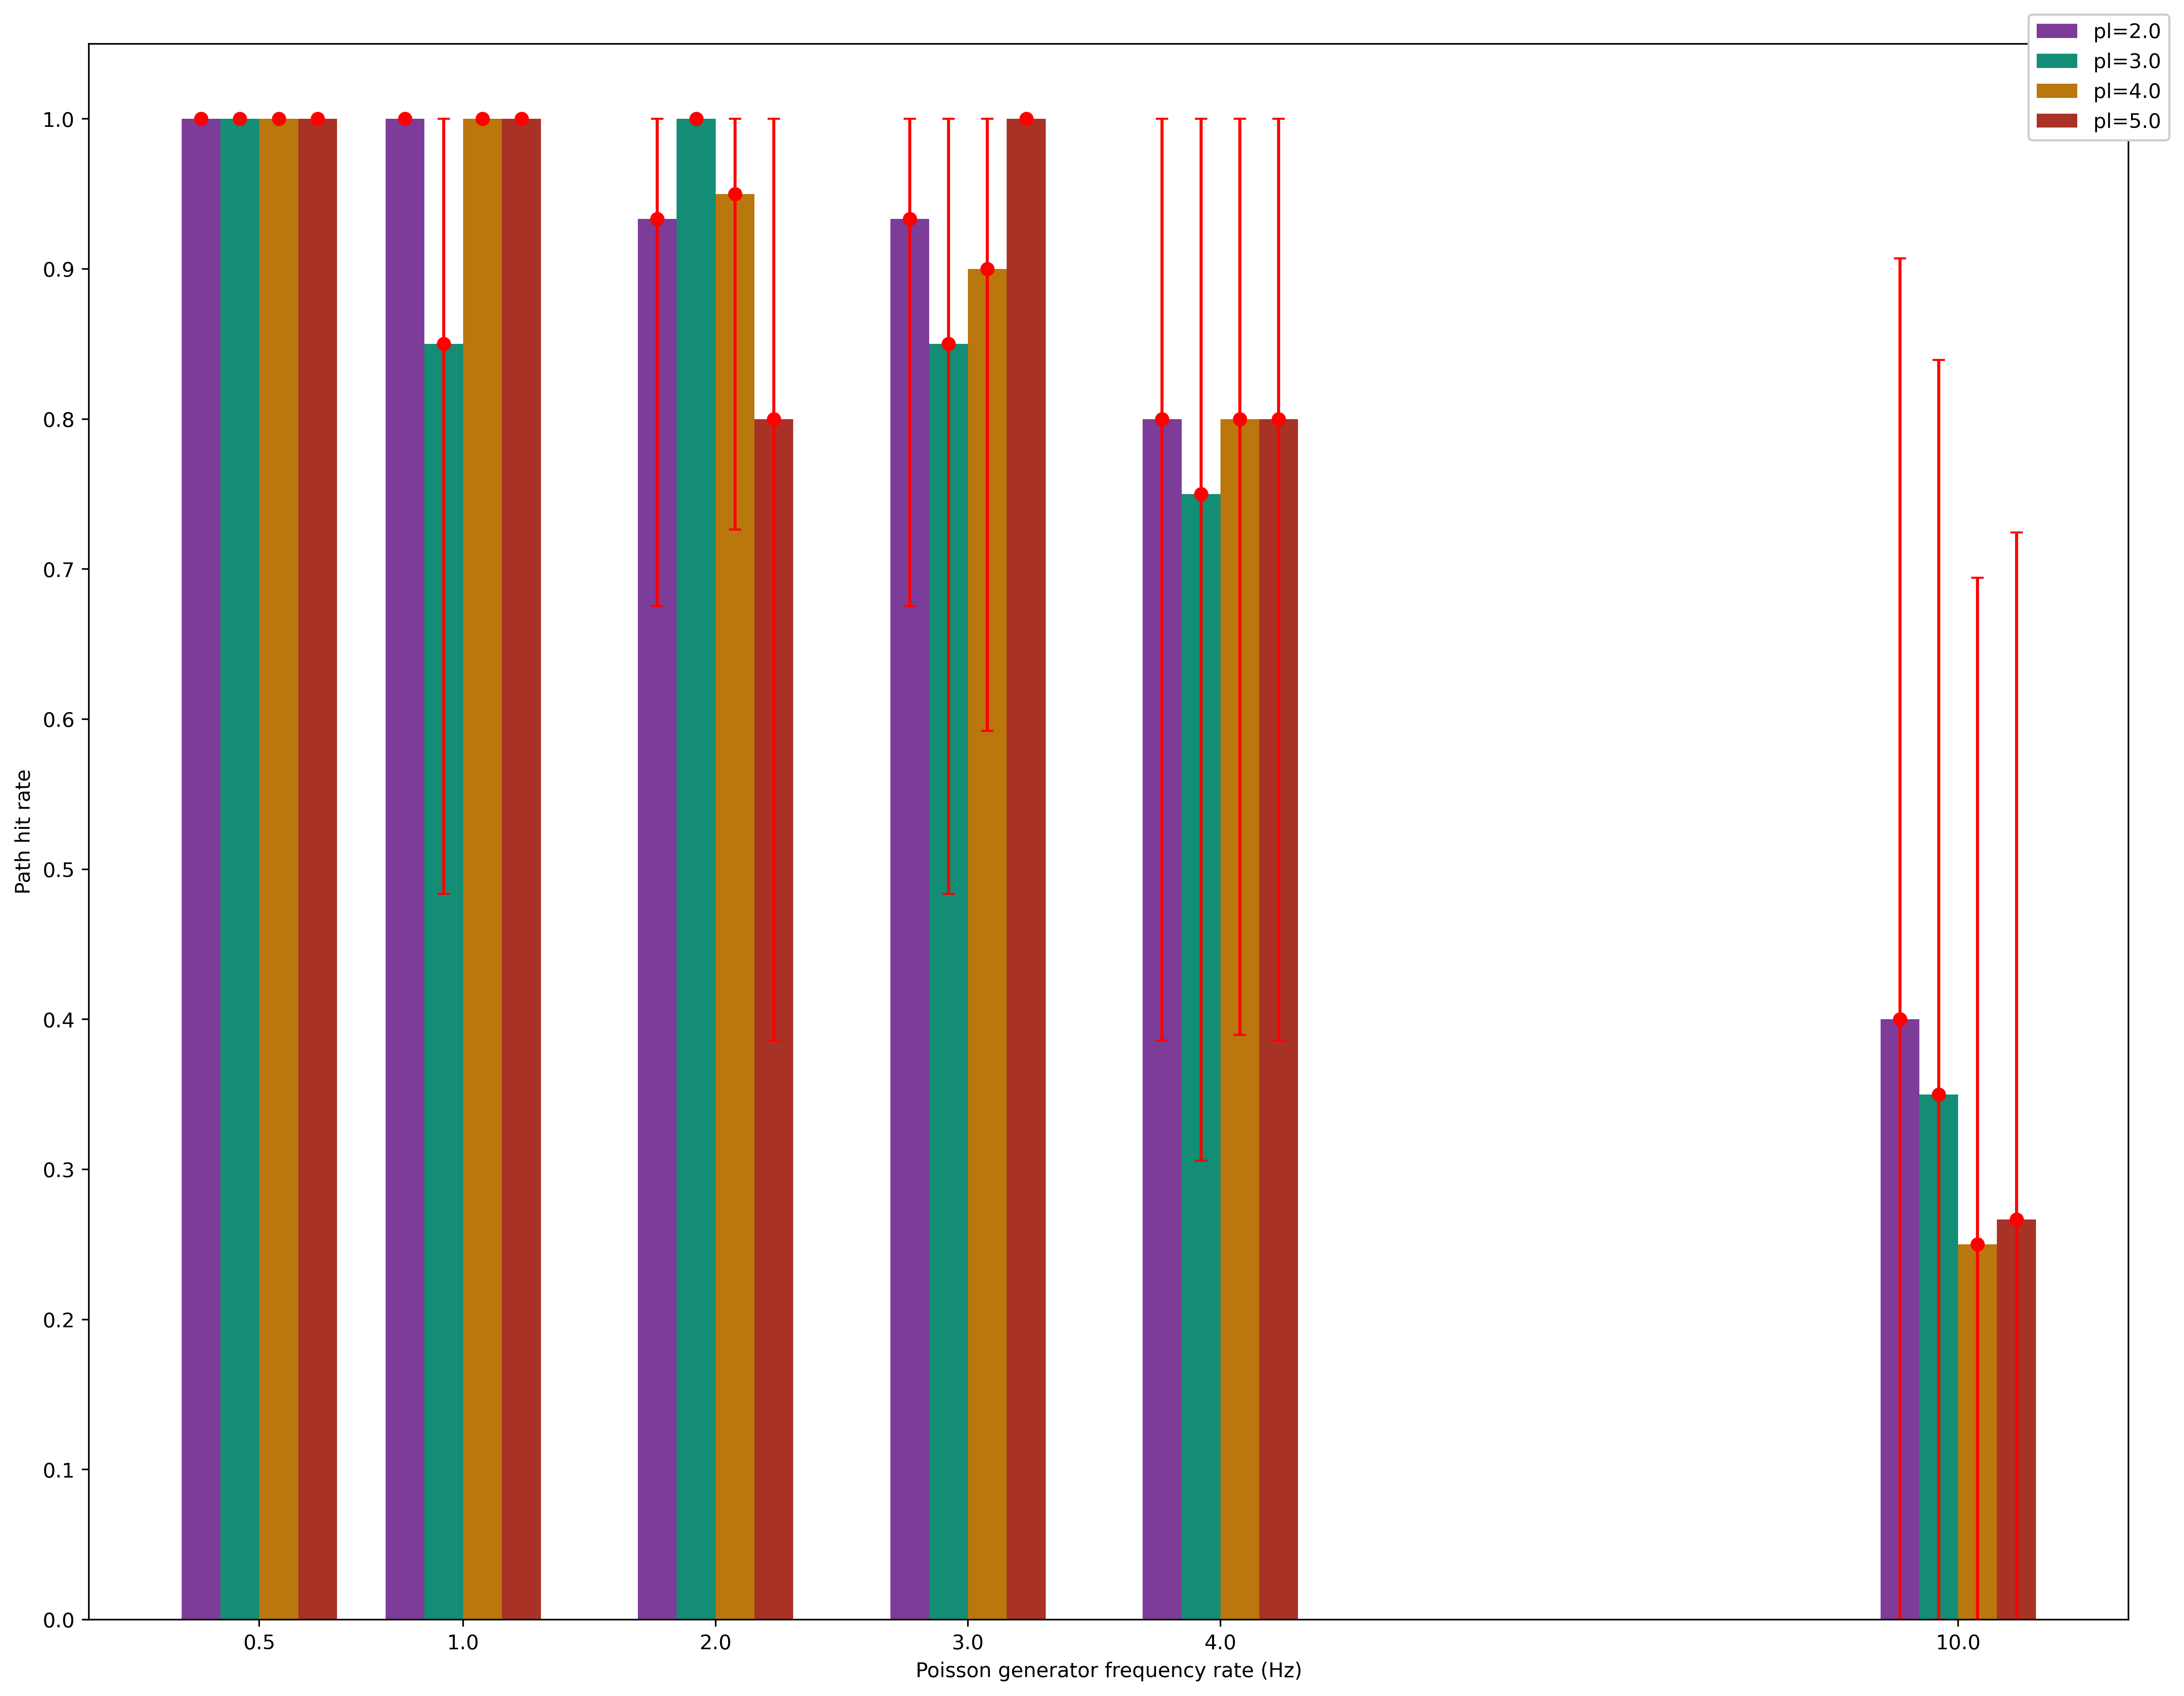 pl=2.0
pl=3.0
pl=4.0
pl=5.0
1.0
0.9
0.8
0.7
0.6
0.5
0.4
0.3
0.2
0.1
0.0
Path hit rate
0.5 1.0 2.0 3.0 4.0 10.0
Poisson generator frequency rate (Hz)